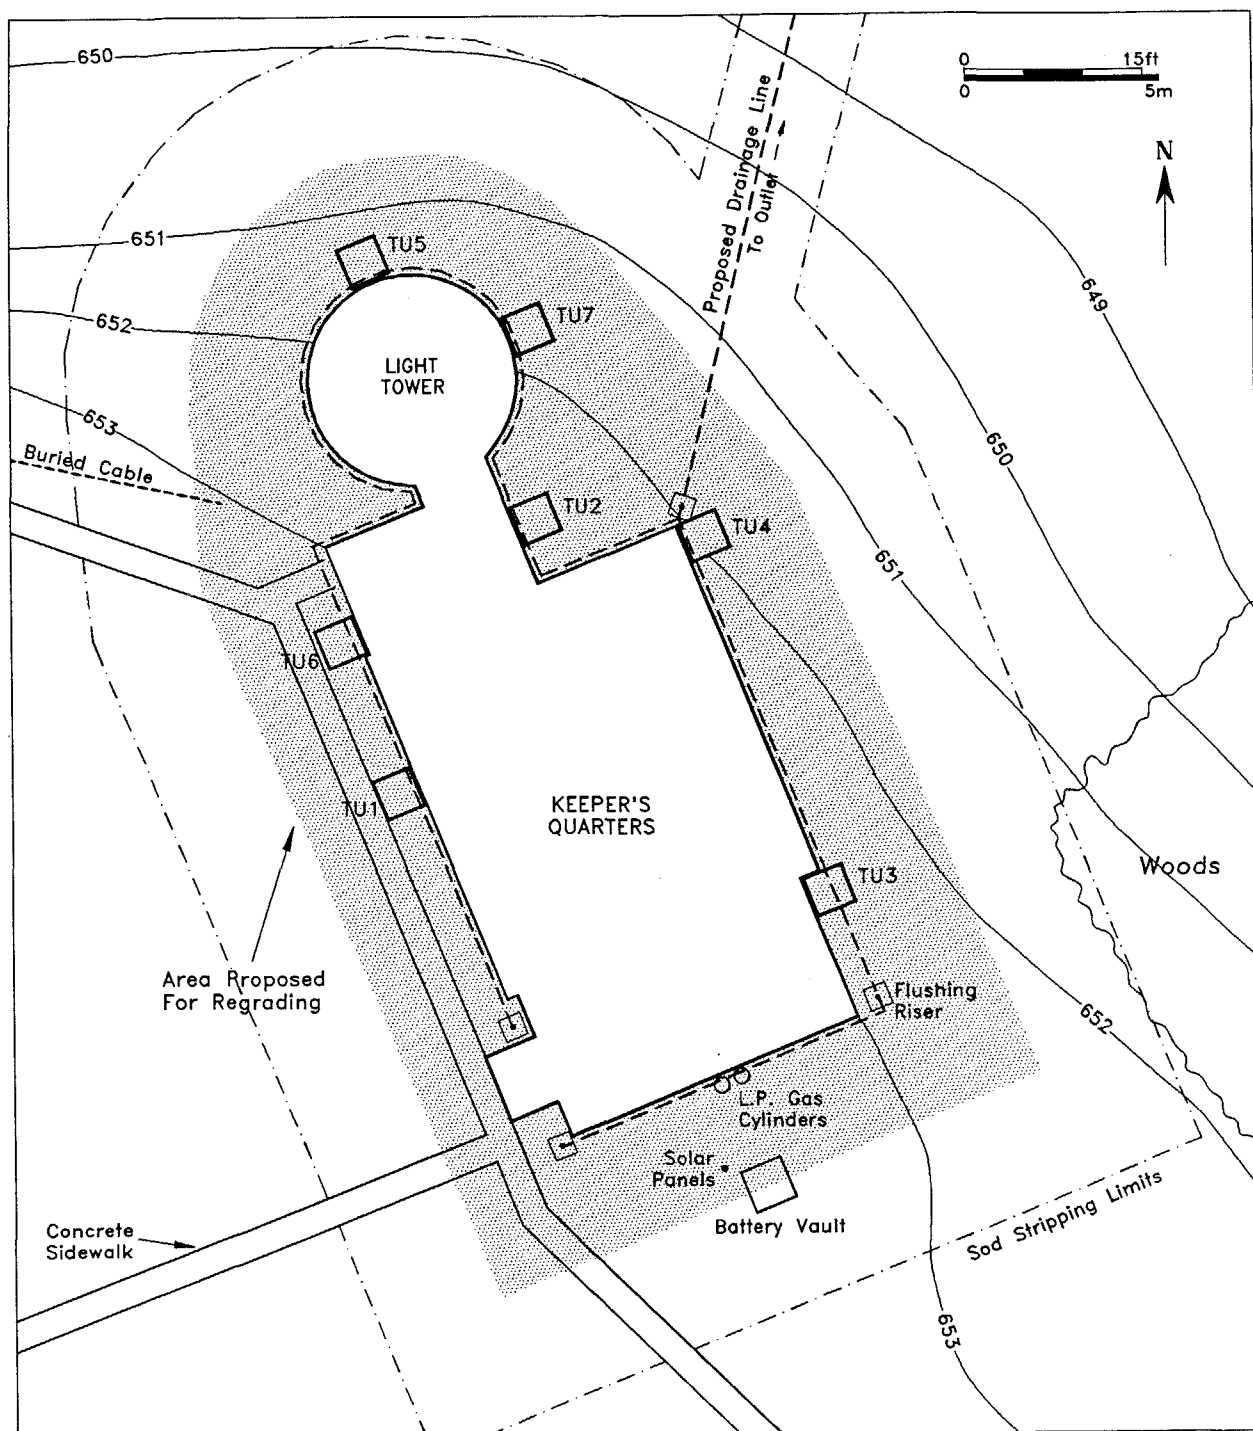 650
0 15ft
0 5m
N
Proposed Drainage Line
To Outlet
651
TU5
649
652
TU7
LIGHT
TOWER
653
Buried Cable
650
TU2
TU4
651
TU6
TU1
KEEPER'S
QUARTERS
Woods
TU3
Area Proposed
For Regrading
Flushing
Riser
652
L.P. Gas
Cylinders
Solar
Panels
Battery Vault
Concrete
Sidewalk
Sod Stripping Limits
653